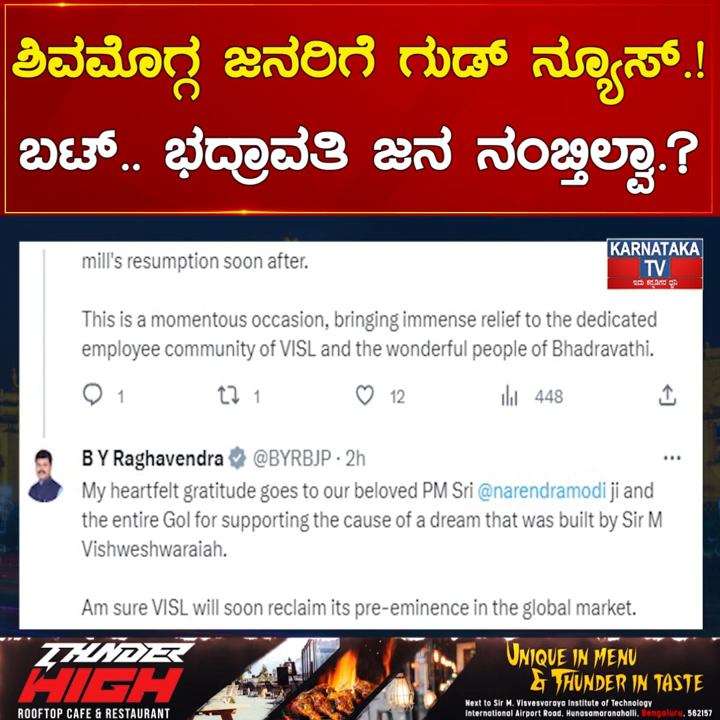 ಶಿವಮೊಗ್ಗ ಜನರಿಗೆ ಗುಡ್ ನ್ಯೂಸ್.!
ಬಟ್.. ಭದ್ರಾವತಿ ಜನ ನಂಬ್ತಿಲ್ವಾ.?
KARNATAKA
TV
ಇದು ಕನ್ನಡಿಗರ ಧ್ವನಿ
mill's resumption soon after.
This is a momentous occasion, bringing immense relief to the dedicated
employee community of VISL and the wonderful people of Bhadravathi.
1 1 12 448
B Y Raghavendra @BYRBJP · 2h
My heartfelt gratitude goes to our beloved PM Sri @narendramodi ji and
the entire GoI for supporting the cause of a dream that was built by Sir M
Vishweshwaraiah.
Am sure VISL will soon reclaim its pre-eminence in the global market.
THUNDER
HIGH
ROOFTOP CAFE & RESTAURANT
UNIQUE IN MENU
& THUNDER IN TASTE
Next to Sir M. Visvesvaraya Institute of Technology
International Airport Road, Hunasamaranahalli, Bengaluru, 562157